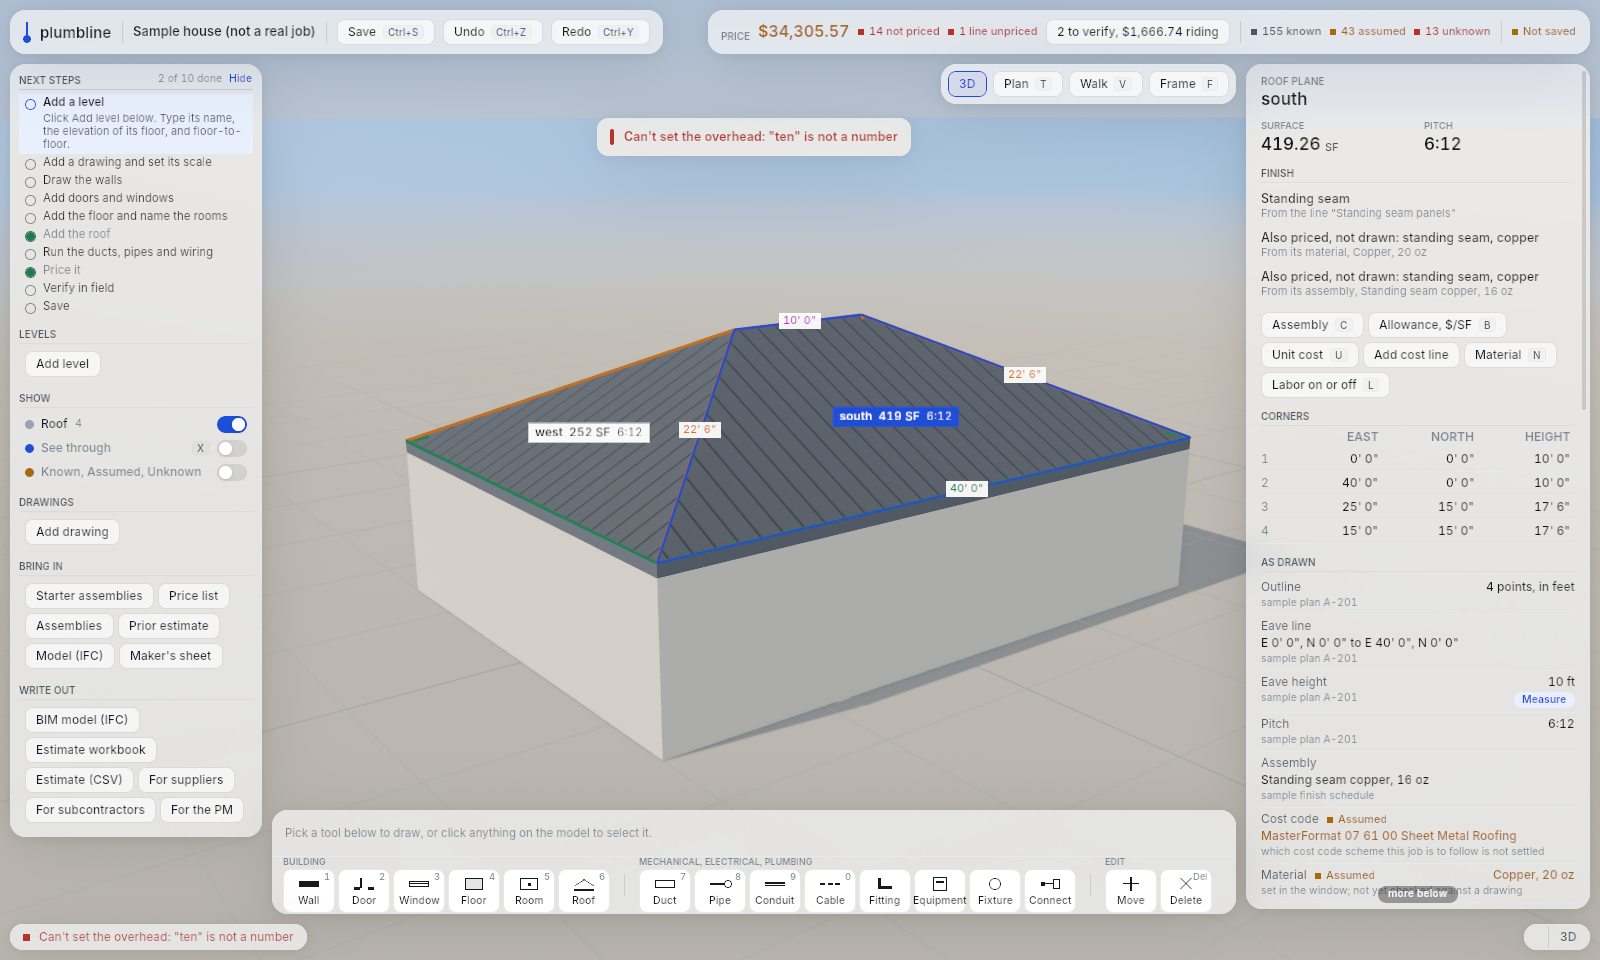 plumbline
Sample house (not a real job)
Save Ctrl+S
Undo Ctrl+Z
Redo Ctrl+Y
PRICE $34,305.57
14 not priced
1 line unpriced
2 to verify, $1,666.74 riding
155 known
43 assumed
13 unknown
Not saved
NEXT STEPS
2 of 10 done
Hide
Add a level
Click Add level below. Type its name,
the elevation of its floor, and floor-to-
floor.
Add a drawing and set its scale
Draw the walls
Add doors and windows
Add the floor and name the rooms
Add the roof
Run the ducts, pipes and wiring
Price it
Verify in field
Save
LEVELS
Add level
SHOW
Roof 4
See through X
Known, Assumed, Unknown
DRAWINGS
Add drawing
BRING IN
Starter assemblies
Price list
Assemblies
Prior estimate
Model (IFC)
Maker's sheet
WRITE OUT
BIM model (IFC)
Estimate workbook
Estimate (CSV)
For suppliers
For subcontractors
For the PM
3D
Plan T
Walk V
Frame F
Can't set the overhead: "ten" is not a number
10' 0"
22' 6"
south 419 SF 6:12
west 252 SF 6:12
22' 6"
40' 0"
Pick a tool below to draw, or click anything on the model to select it.
BUILDING
Wall 1
Door 2
Window 3
Floor 4
Room 5
Roof 6
MECHANICAL, ELECTRICAL, PLUMBING
Duct 7
Pipe 8
Conduit 9
Cable 0
Fitting
Equipment
Fixture
Connect
EDIT
Move
Delete Del
ROOF PLANE
south
SURFACE
419.26 SF
PITCH
6:12
FINISH
Standing seam
From the line "Standing seam panels"
Also priced, not drawn: standing seam, copper
From its material, Copper, 20 oz
Also priced, not drawn: standing seam, copper
From its assembly, Standing seam copper, 16 oz
Assembly C
Allowance, $/SF B
Unit cost U
Add cost line
Material N
Labor on or off L
CORNERS
EAST NORTH HEIGHT
1 0' 0" 0' 0" 10' 0"
2 40' 0" 0' 0" 10' 0"
3 25' 0" 15' 0" 17' 6"
4 15' 0" 15' 0" 17' 6"
AS DRAWN
Outline 4 points, in feet
sample plan A-201
Eave line
E 0' 0", N 0' 0" to E 40' 0", N 0' 0"
sample plan A-201
Eave height 10 ft
sample plan A-201 Measure
Pitch 6:12
sample plan A-201
Assembly
Standing seam copper, 16 oz
sample finish schedule
Cost code Assumed
MasterFormat 07 61 00 Sheet Metal Roofing
which cost code scheme this job is to follow is not settled
Material Assumed Copper, 20 oz
set in the window; not yet against a drawing
more below
Can't set the overhead: "ten" is not a number
3D